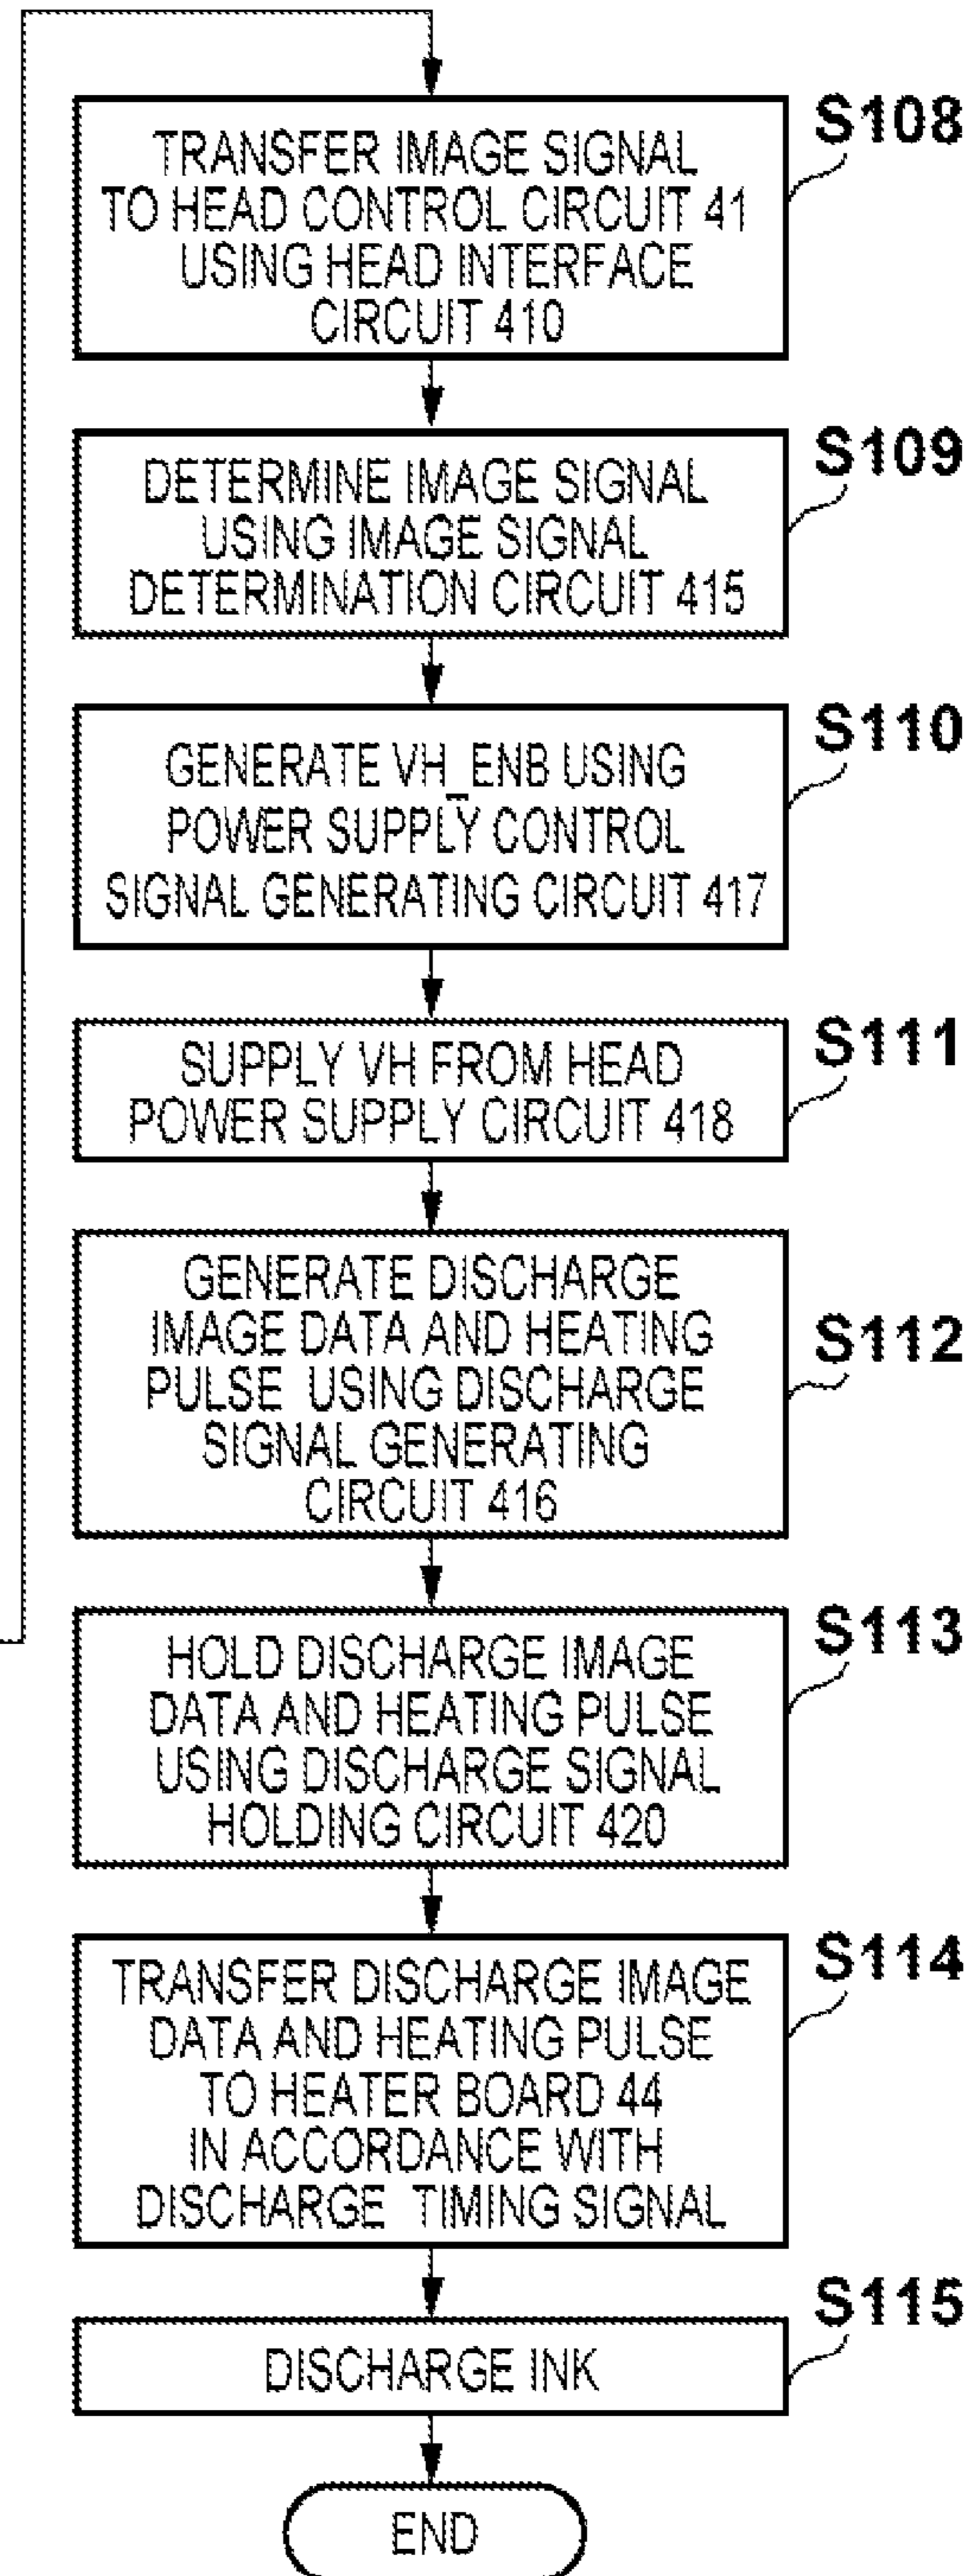 S108
TRANSFER IMAGE SIGNAL
TO HEAD CONTROL CIRCUIT 41
USING HEAD INTERFACE
CIRCUIT 410
S109
DETERMINE IMAGE SIGNAL
USING IMAGE SIGNAL
DETERMINATION CIRCUIT 415
S110
GENERATE VH_ENB USING
POWER SUPPLY CONTROL
SIGNAL GENERATING CIRCUIT 417
S111
SUPPLY VH FROM HEAD
POWER SUPPLY CIRCUIT 418
S112
GENERATE DISCHARGE
IMAGE DATA AND HEATING
PULSE USING DISCHARGE
SIGNAL GENERATING
CIRCUIT 416
S113
HOLD DISCHARGE IMAGE
DATA AND HEATING PULSE
USING DISCHARGE SIGNAL
HOLDING CIRCUIT 420
S114
TRANSFER DISCHARGE IMAGE
DATA AND HEATING PULSE
TO HEATER BOARD 44
IN ACCORDANCE WITH
DISCHARGE TIMING SIGNAL
S115
DISCHARGE INK
END